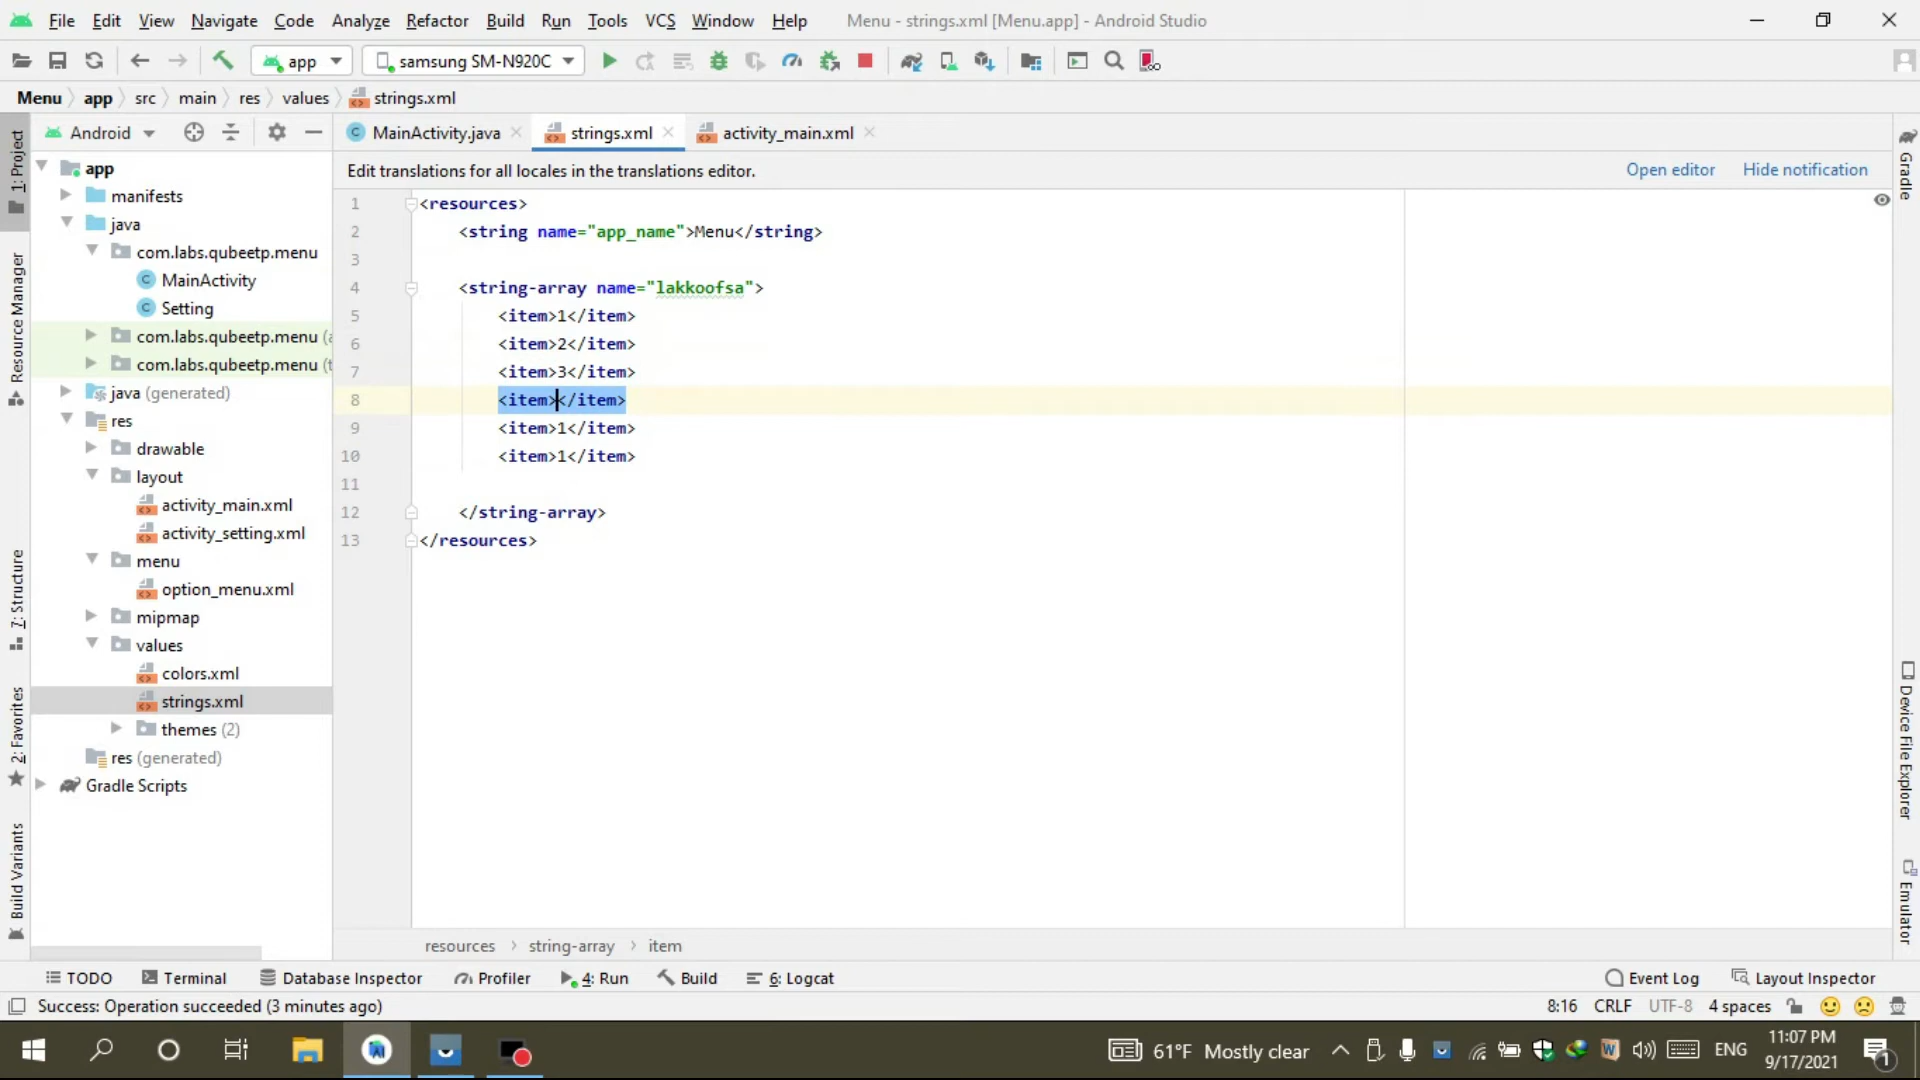 File Edit View Navigate Code Analyze Refactor Build Run Tools VCS Window Help Menu - strings.xml [Menu.app] - Android Studio
app samsung SM-N920C
Menu app src main res values strings.xml
Android MainActivity.java strings.xml activity_main.xml
Edit translations for all locales in the translations editor. Open editor Hide notification
1: Project
Resource Manager
7: Structure
2: Favorites
Build Variants
app
manifests
java
com.labs.qubeetp.menu
MainActivity
Setting
com.labs.qubeetp.menu (a
com.labs.qubeetp.menu (t
java (generated)
res
drawable
layout
activity_main.xml
activity_setting.xml
menu
option_menu.xml
mipmap
values
colors.xml
strings.xml
themes (2)
res (generated)
Gradle Scripts
1 <resources>
2 <string name="app_name">Menu</string>
3
4 <string-array name="lakkoofsa">
5 <item>1</item>
6 <item>2</item>
7 <item>3</item>
8 <item></item>
9 <item>1</item>
10 <item>1</item>
11
12 </string-array>
13 </resources>
Gradle
Device File Explorer
Emulator
resources string-array item
TODO Terminal Database Inspector Profiler 4: Run Build 6: Logcat Event Log Layout Inspector
Success: Operation succeeded (3 minutes ago) 8:16 CRLF UTF-8 4 spaces
61°F Mostly clear ENG 11:07 PM
9/17/2021 1